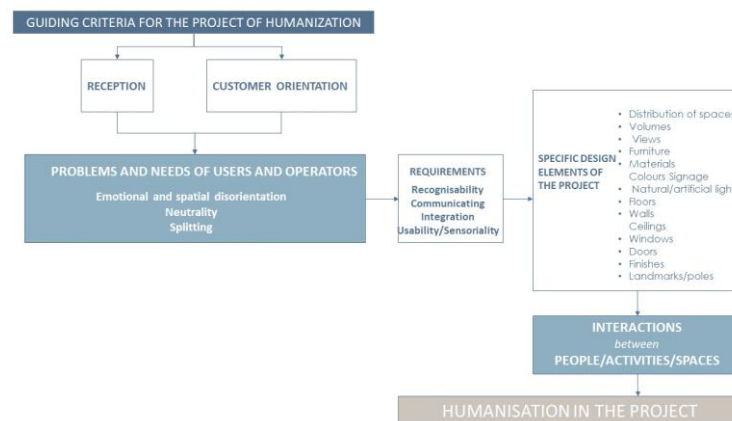 GUIDING CRITERIA FOR THE PROJECT OF HUMANIZATION
RECEPTION
CUSTOMER ORIENTATION
PROBLEMS AND NEEDS OF USERS AND OPERATORS
Emotional and spatial disorientation
Neutrality
Splitting
REQUIREMENTS
Recognisability
Communicating
Integration
Usability/Sensoriality
SPECIFIC DESIGN
ELEMENTS OF
THE PROJECT
• Distribution of spaces
• Volumes
• Views
• Furniture
• Materials
Colours Signage
• Natural/artificial ligh
• Floors
• Walls
Ceilings
• Windows
• Doors
• Finishes
• Landmarks/poles
INTERACTIONS
between
PEOPLE/ACTIVITIES/SPACES
HUMANISATION IN THE PROJECT